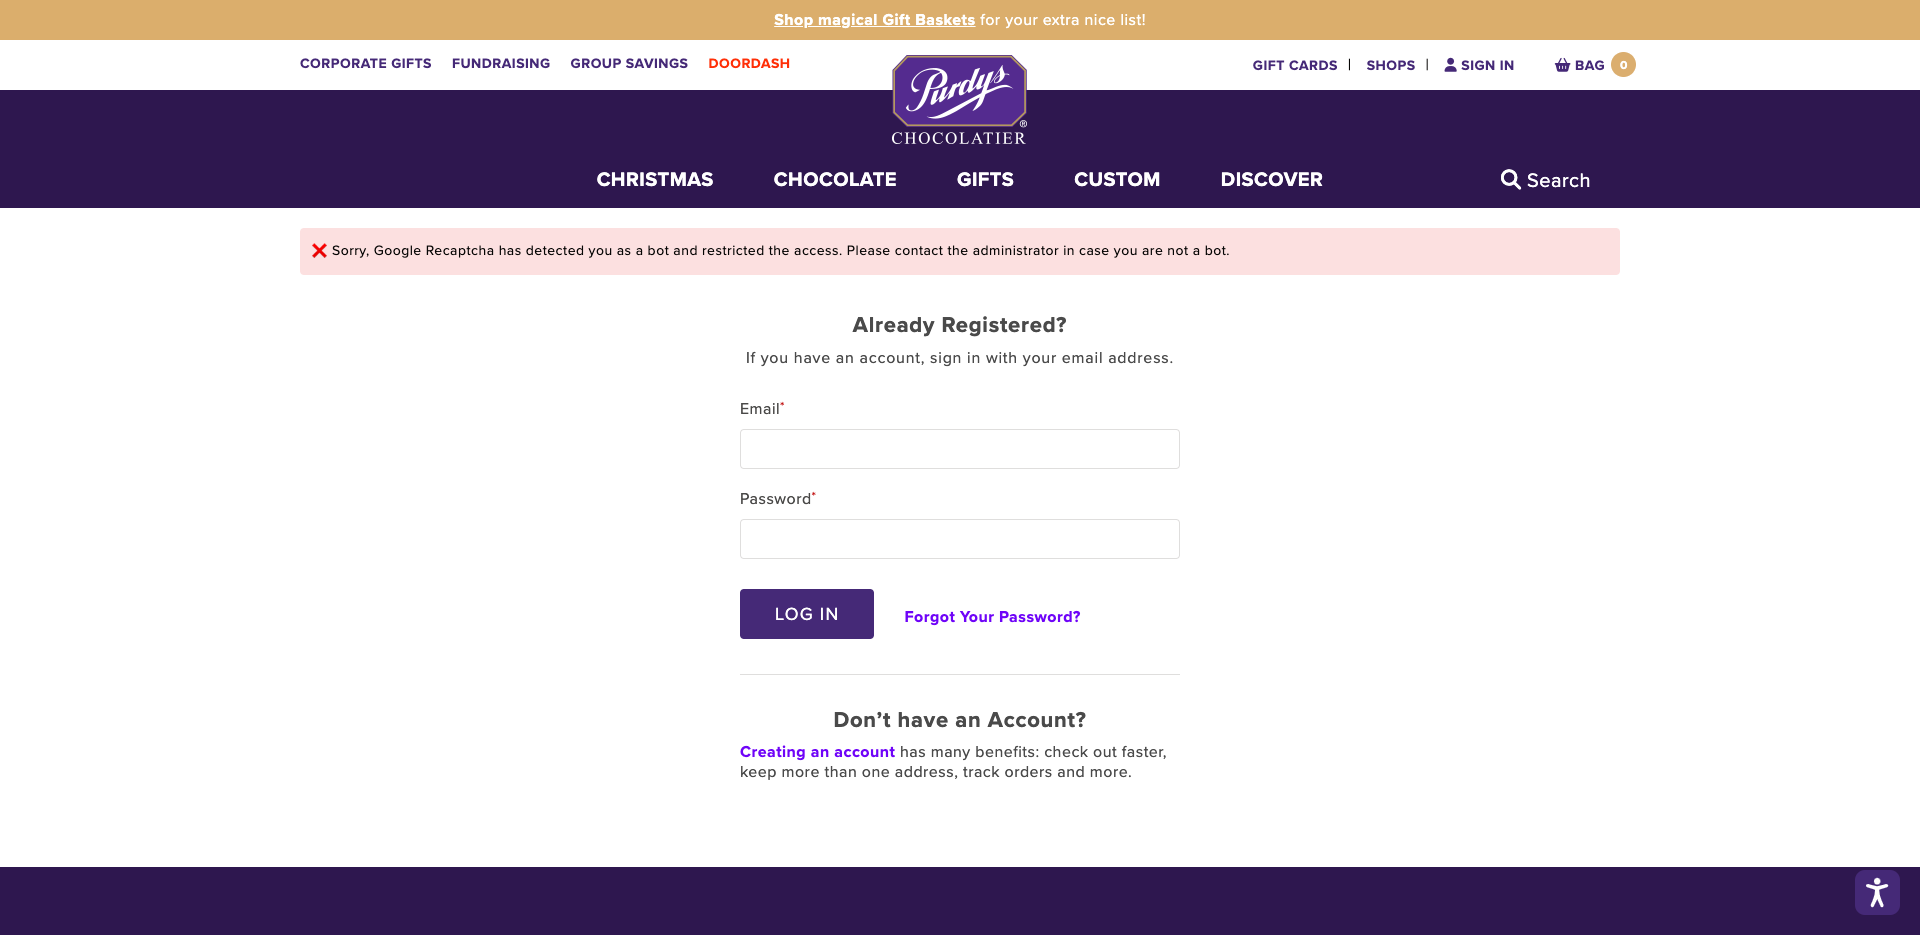 Shop magical Gift Baskets for your extra nice list!
CORPORATE GIFTS FUNDRAISING GROUP SAVINGS DOORDASH
Purdys
®
CHOCOLATIER
GIFT CARDS | SHOPS | SIGN IN BAG 0
CHRISTMAS CHOCOLATE GIFTS CUSTOM DISCOVER Search
Sorry, Google Recaptcha has detected you as a bot and restricted the access. Please contact the administrator in case you are not a bot.
Already Registered?
If you have an account, sign in with your email address.
Email*
Password*
LOG IN Forgot Your Password?
Don’t have an Account?
Creating an account has many benefits: check out faster,
keep more than one address, track orders and more.